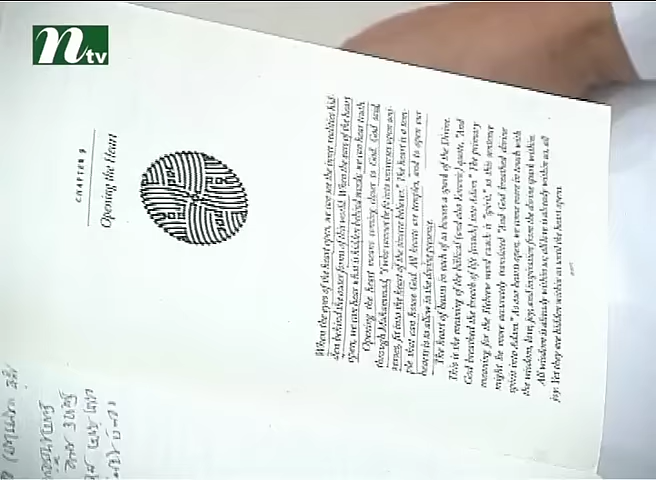 ntv
CHAPTER 9
Opening the Heart
When the eyes of the heart open, we can see the inner realities hid-
den behind the outer forms of this world. When the ears of the heart
open, we can hear what is hidden behind words; we can hear truth.
Opening the heart means coming closer to God. God said,
through Muhammad, "I who cannot be fit into universes upon uni-
verses, fit into the heart of the sincere believer." The heart is a tem-
ple that can house God. All hearts are temples, and to open our
hearts is to allow in the divine presence.
The heart of hearts in each of us houses a spark of the Divine.
This is the meaning of the biblical (and also Koranic) quote, "And
God breathed the breath of life (ruach) into Adam." The primary
meaning for the Hebrew word ruach is "spirit," so this sentence
might be more accurately translated "And God breathed divine
spirit into Adam." As our hearts open, we come more in touch with
the wisdom, love, joy, and inspiration from the divine spark within.
All wisdom is already within us; all love is already within us, all
joy. Yet they are hidden within us until the heart opens.